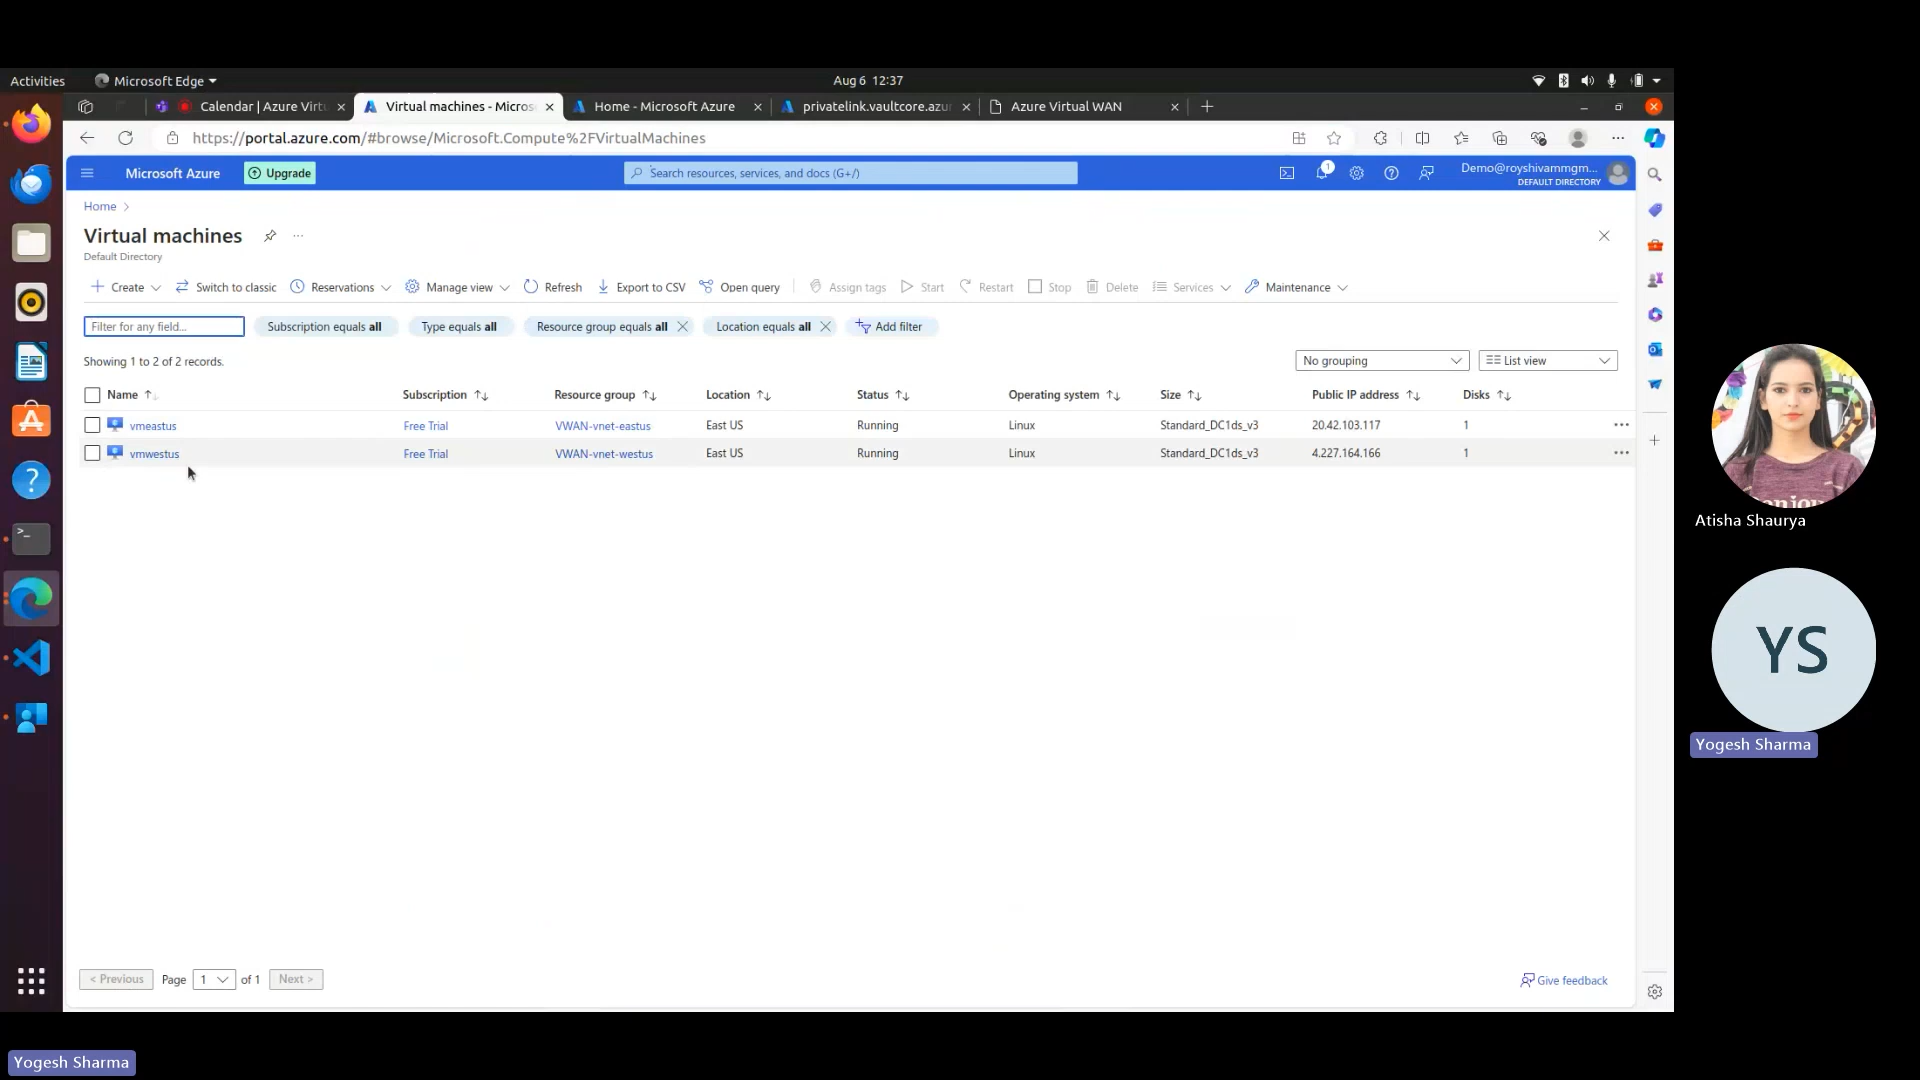 Activities
Microsoft Edge
Aug 6 12:37
Calendar | Azure Virtu
Virtual machines - Micros
Home - Microsoft Azure
privatelink.vaultcore.azur
Azure Virtual WAN
https://portal.azure.com/#browse/Microsoft.Compute%2FVirtualMachines
Microsoft Azure
Upgrade
Search resources, services, and docs (G+/)
1
Demo@royshivammgm...
DEFAULT DIRECTORY
Home
Virtual machines
Default Directory
Create
Switch to classic
Reservations
Manage view
Refresh
Export to CSV
Open query
Assign tags
Start
Restart
Stop
Delete
Services
Maintenance
Filter for any field...
Subscription equals all
Type equals all
Resource group equals all
Location equals all
Add filter
Showing 1 to 2 of 2 records.
No grouping
List view
Name Subscription Resource group Location Status Operating system Size Public IP address Disks
vmeastus Free Trial VWAN-vnet-eastus East US Running Linux Standard_DC1ds_v3 20.42.103.117 1
vmwestus Free Trial VWAN-vnet-westus East US Running Linux Standard_DC1ds_v3 4.227.164.166 1
< Previous Page 1 of 1 Next >
Give feedback
Atisha Shaurya
YS
Yogesh Sharma
Yogesh Sharma